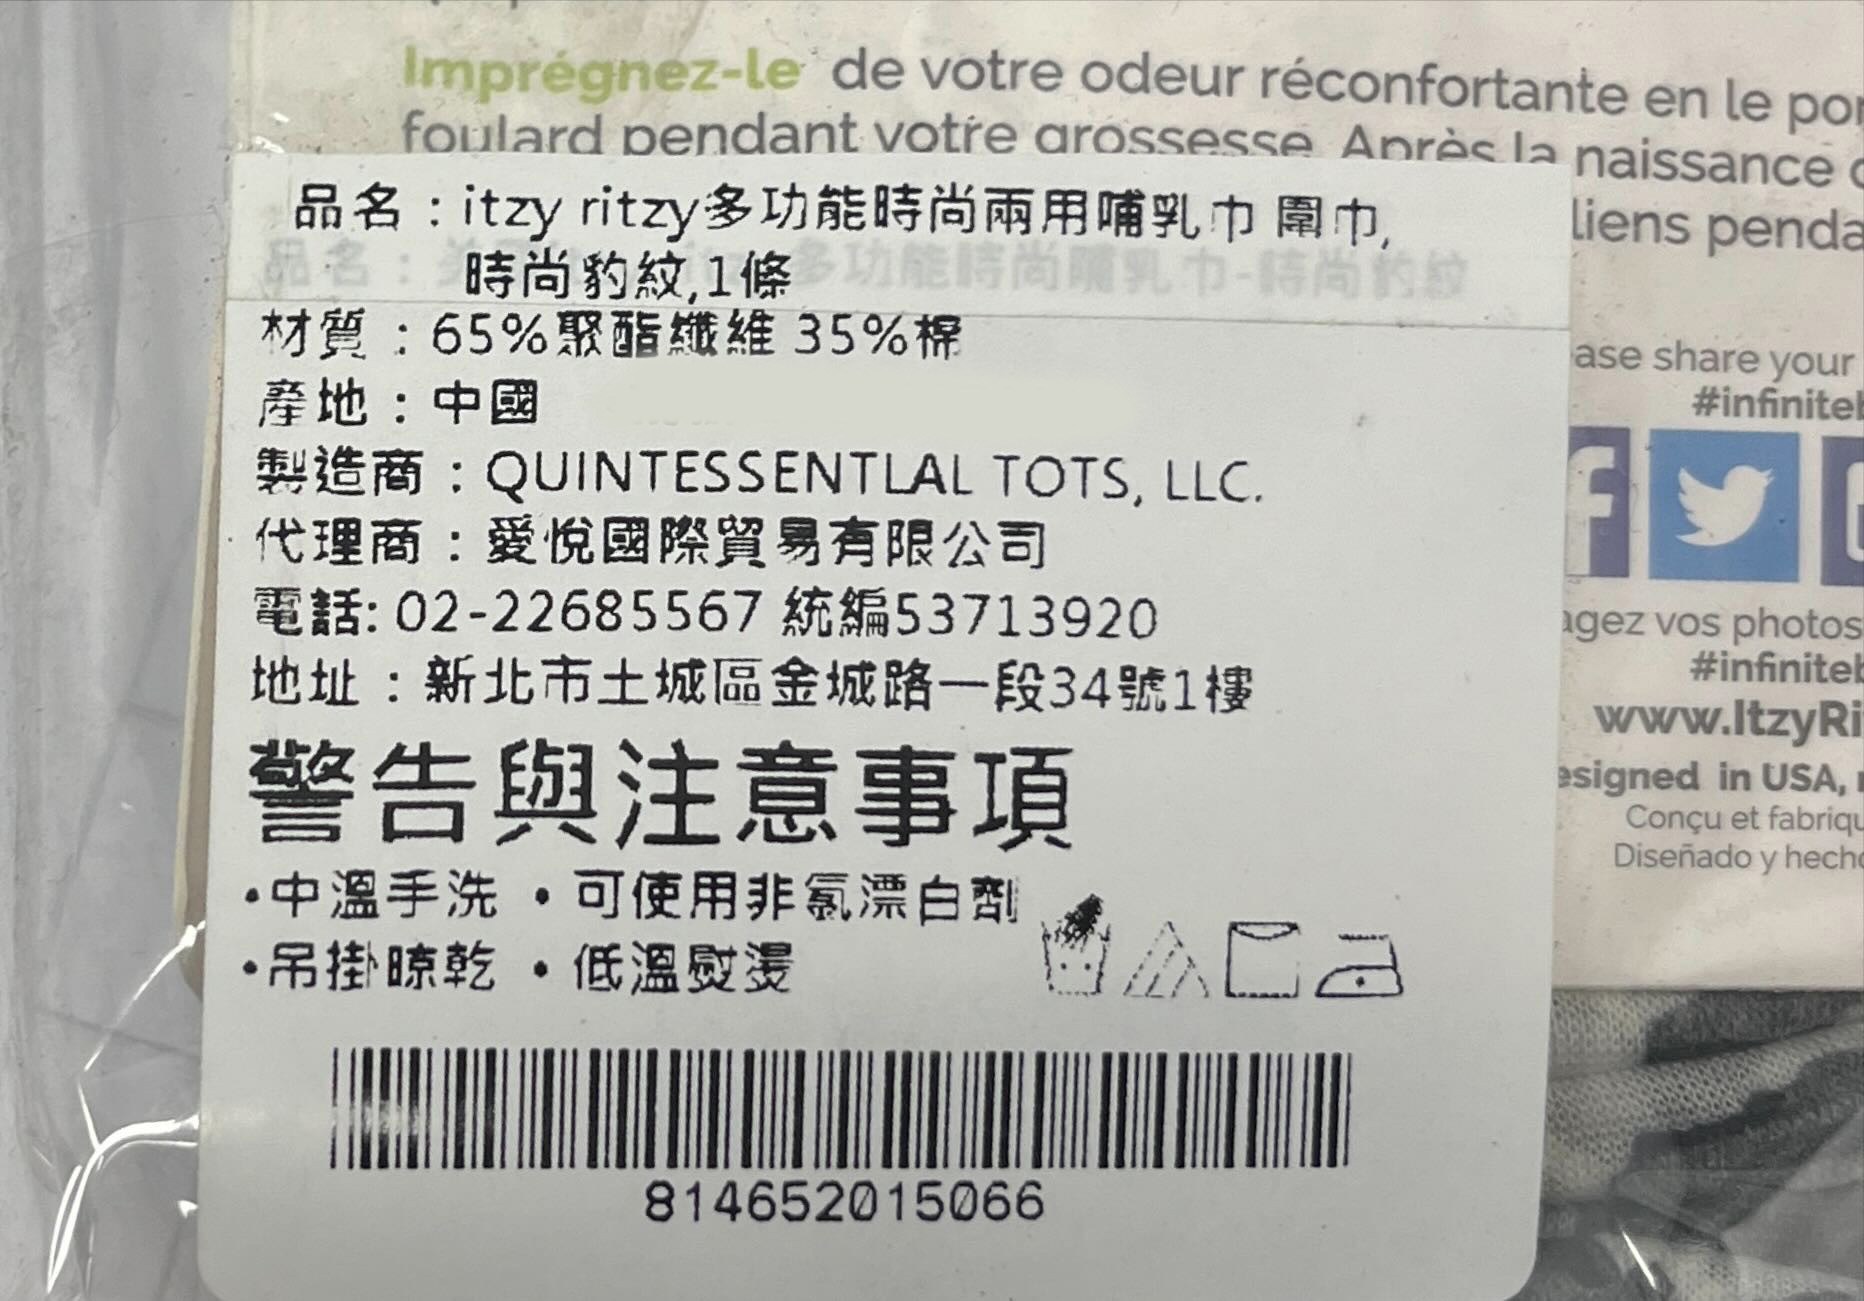 Imprégnez-le de votre odeur réconfortante en le por
foulard pendant votre grossesse. Après la naissance
liens penda
品名：itzy ritzy多功能時尚兩用哺乳巾 圍巾,
時尚豹紋,1條
材質：65%聚酯纖維 35%棉
產地：中國
製造商：QUINTESSENTLAL TOTS, LLC.
代理商：愛悅國際貿易有限公司
電話: 02-22685567 統編53713920
地址：新北市土城區金城路一段34號1樓
警告與注意事項
•中溫手洗 •可使用非氯漂白劑
•吊掛晾乾 •低溫熨燙
814652015066
ease share your
#infiniteb
agez vos photos
#infiniteb
www.ItzyRi
esigned in USA,
Conçu et fabriqu
Diseñado y hecho